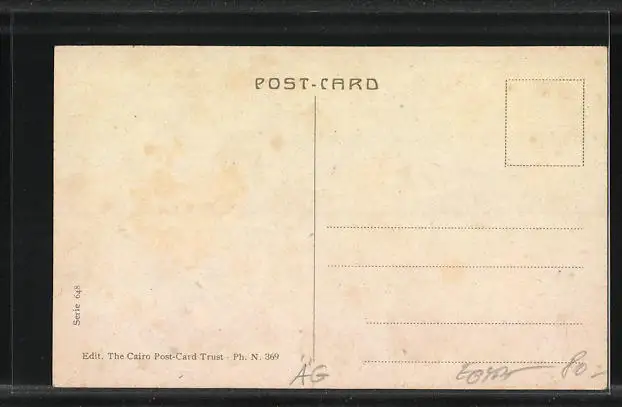 POST-CARD
Serie 648
Edit. The Cairo Post-Card Trust - Ph. N. 369
ÄG
80.-